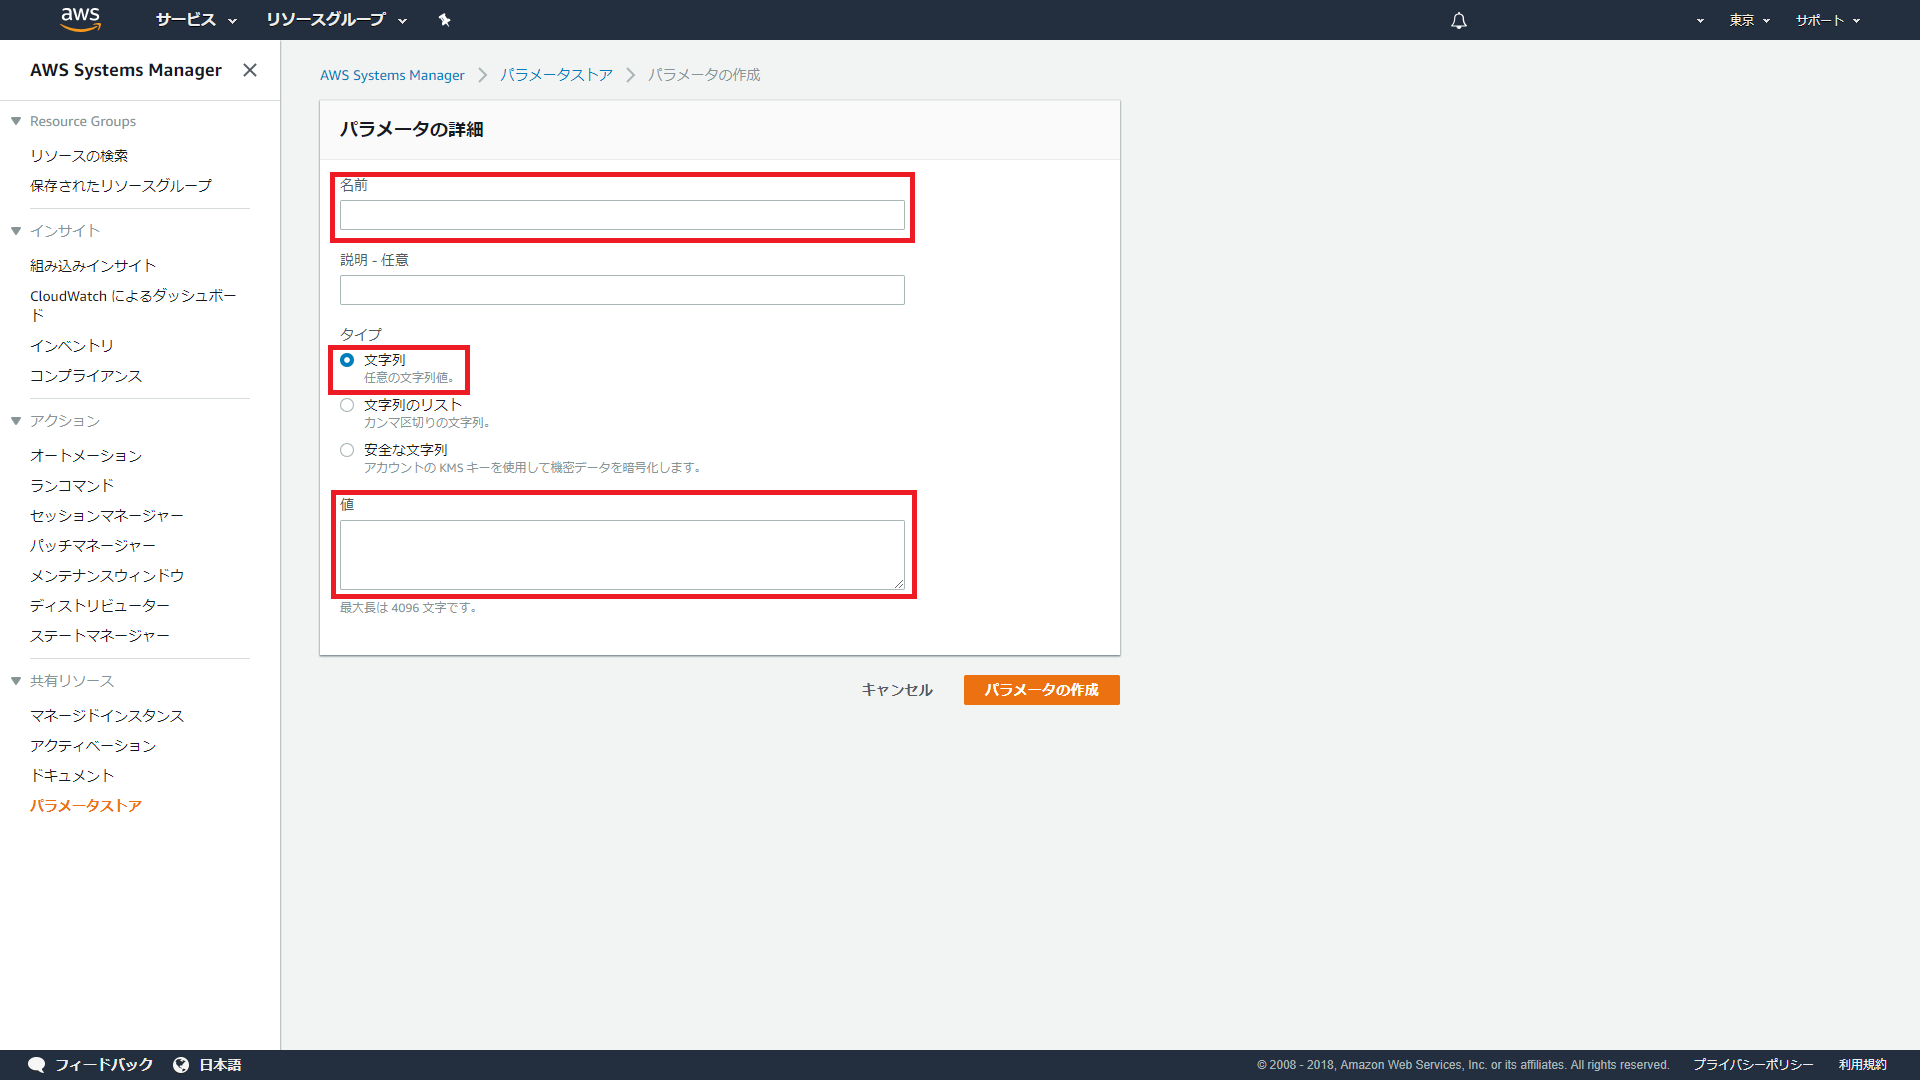 aws
サービス
リソースグループ
東京
サポート
AWS Systems Manager
Resource Groups
リソースの検索
保存されたリソースグループ
インサイト
組み込みインサイト
CloudWatch によるダッシュボー
ド
インベントリ
コンプライアンス
アクション
オートメーション
ランコマンド
セッションマネージャー
パッチマネージャー
メンテナンスウィンドウ
ディストリビューター
ステートマネージャー
共有リソース
マネージドインスタンス
アクティベーション
ドキュメント
パラメータストア
AWS Systems Manager
パラメータストア
パラメータの作成
パラメータの詳細
名前
説明 - 任意
タイプ
文字列
任意の文字列値。
文字列のリスト
カンマ区切りの文字列。
安全な文字列
アカウントの KMS キーを使用して機密データを暗号化します。
値
最大長は 4096 文字です。
キャンセル
パラメータの作成
フィードバック
日本語
© 2008 - 2018, Amazon Web Services, Inc. or its affiliates. All rights reserved.
プライバシーポリシー
利用規約